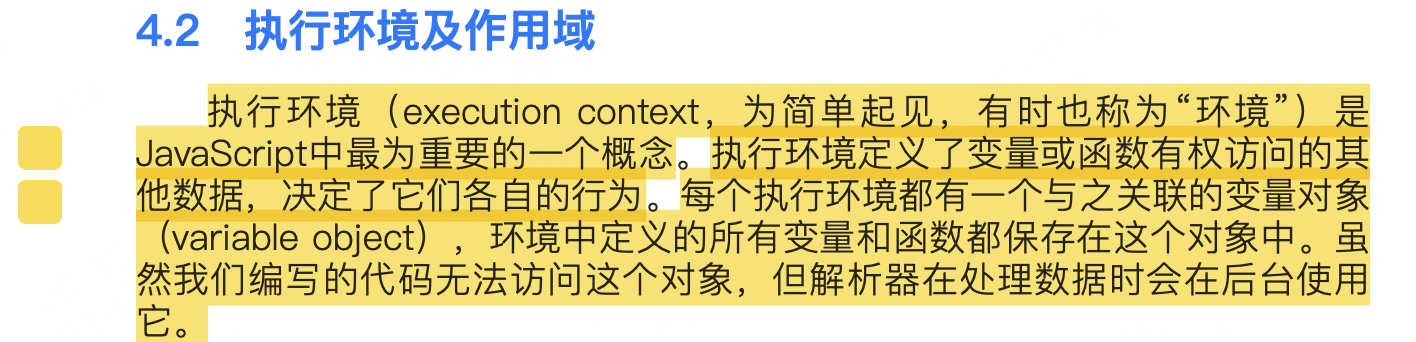 4.2 执行环境及作用域
执行环境（execution context，为简单起见，有时也称为“环境”）是
JavaScript中最为重要的一个概念。执行环境定义了变量或函数有权访问的其
他数据，决定了它们各自的行为。每个执行环境都有一个与之关联的变量对象
（variable object），环境中定义的所有变量和函数都保存在这个对象中。虽
然我们编写的代码无法访问这个对象，但解析器在处理数据时会在后台使用
它。